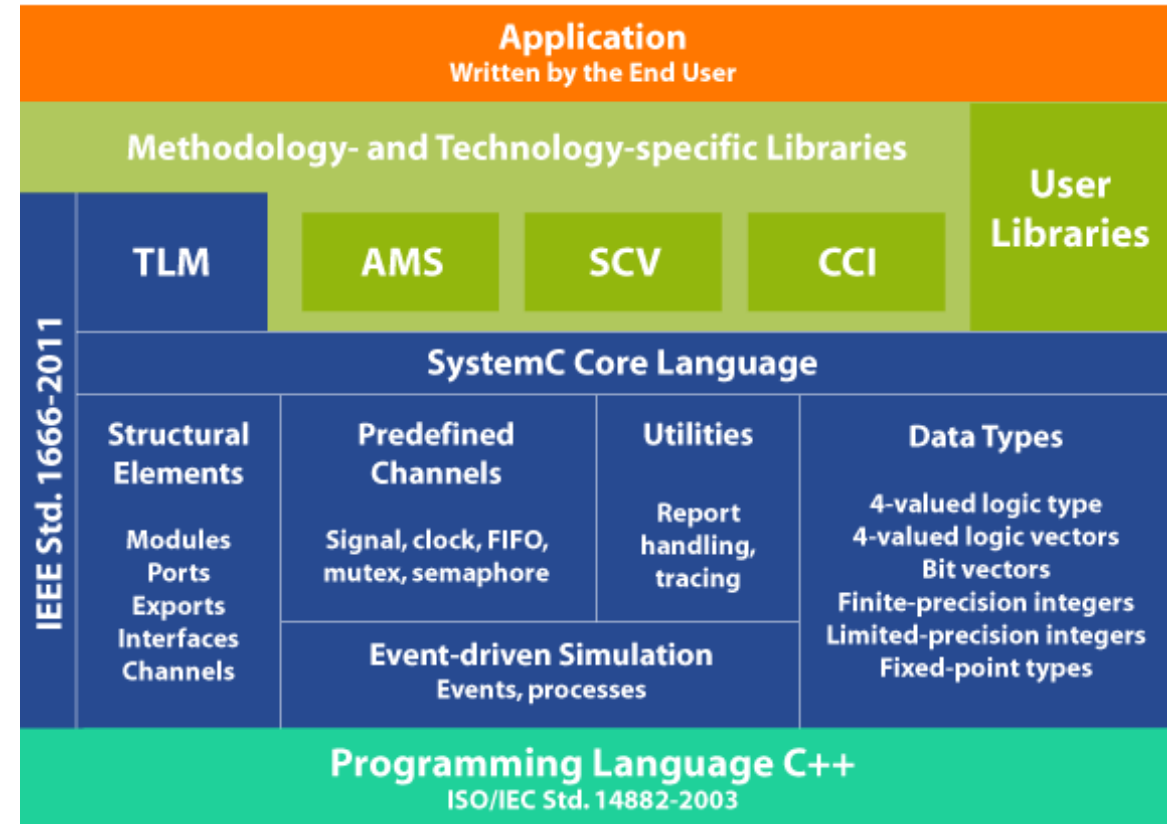 Application
Written by the End User
Methodology- and Technology-specific Libraries
User
Libraries
TLM
AMS
SCV
CCI
IEEE Std. 1666-2011
SystemC Core Language
Structural
Elements
Modules
Ports
Exports
Interfaces
Channels
Predefined
Channels
Signal, clock, FIFO,
mutex, semaphore
Utilities
Report
handling,
tracing
Data Types
4-valued logic type
4-valued logic vectors
Bit vectors
Finite-precision integers
Limited-precision integers
Fixed-point types
Event-driven Simulation
Events, processes
Programming Language C++
ISO/IEC Std. 14882-2003